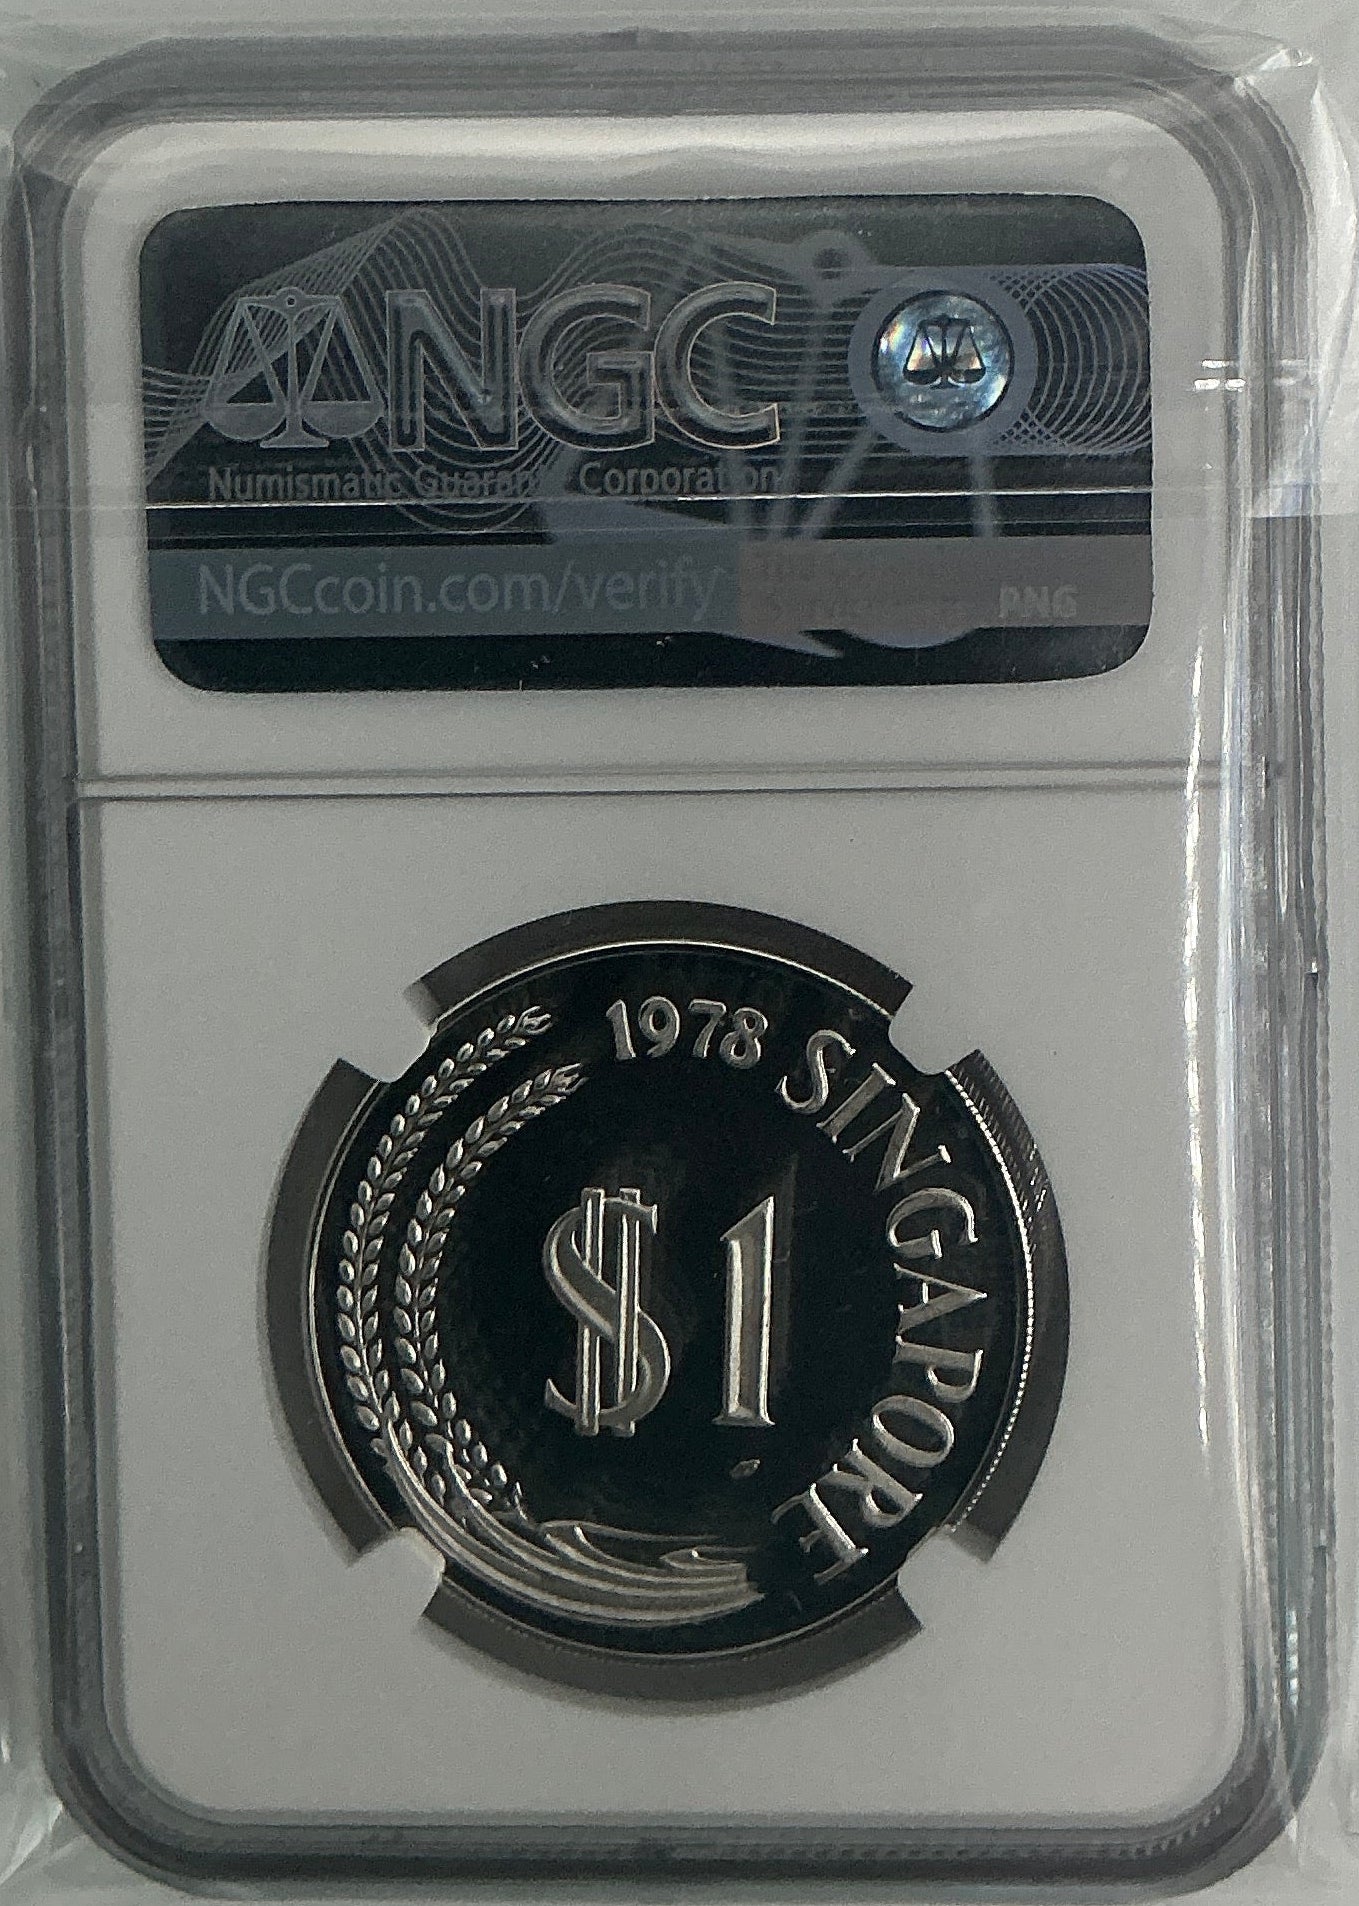 NGC
Numismatic Guaranty Corporation
NGCcoin.com/verify
PNG
1978 SINGAPORE
$1